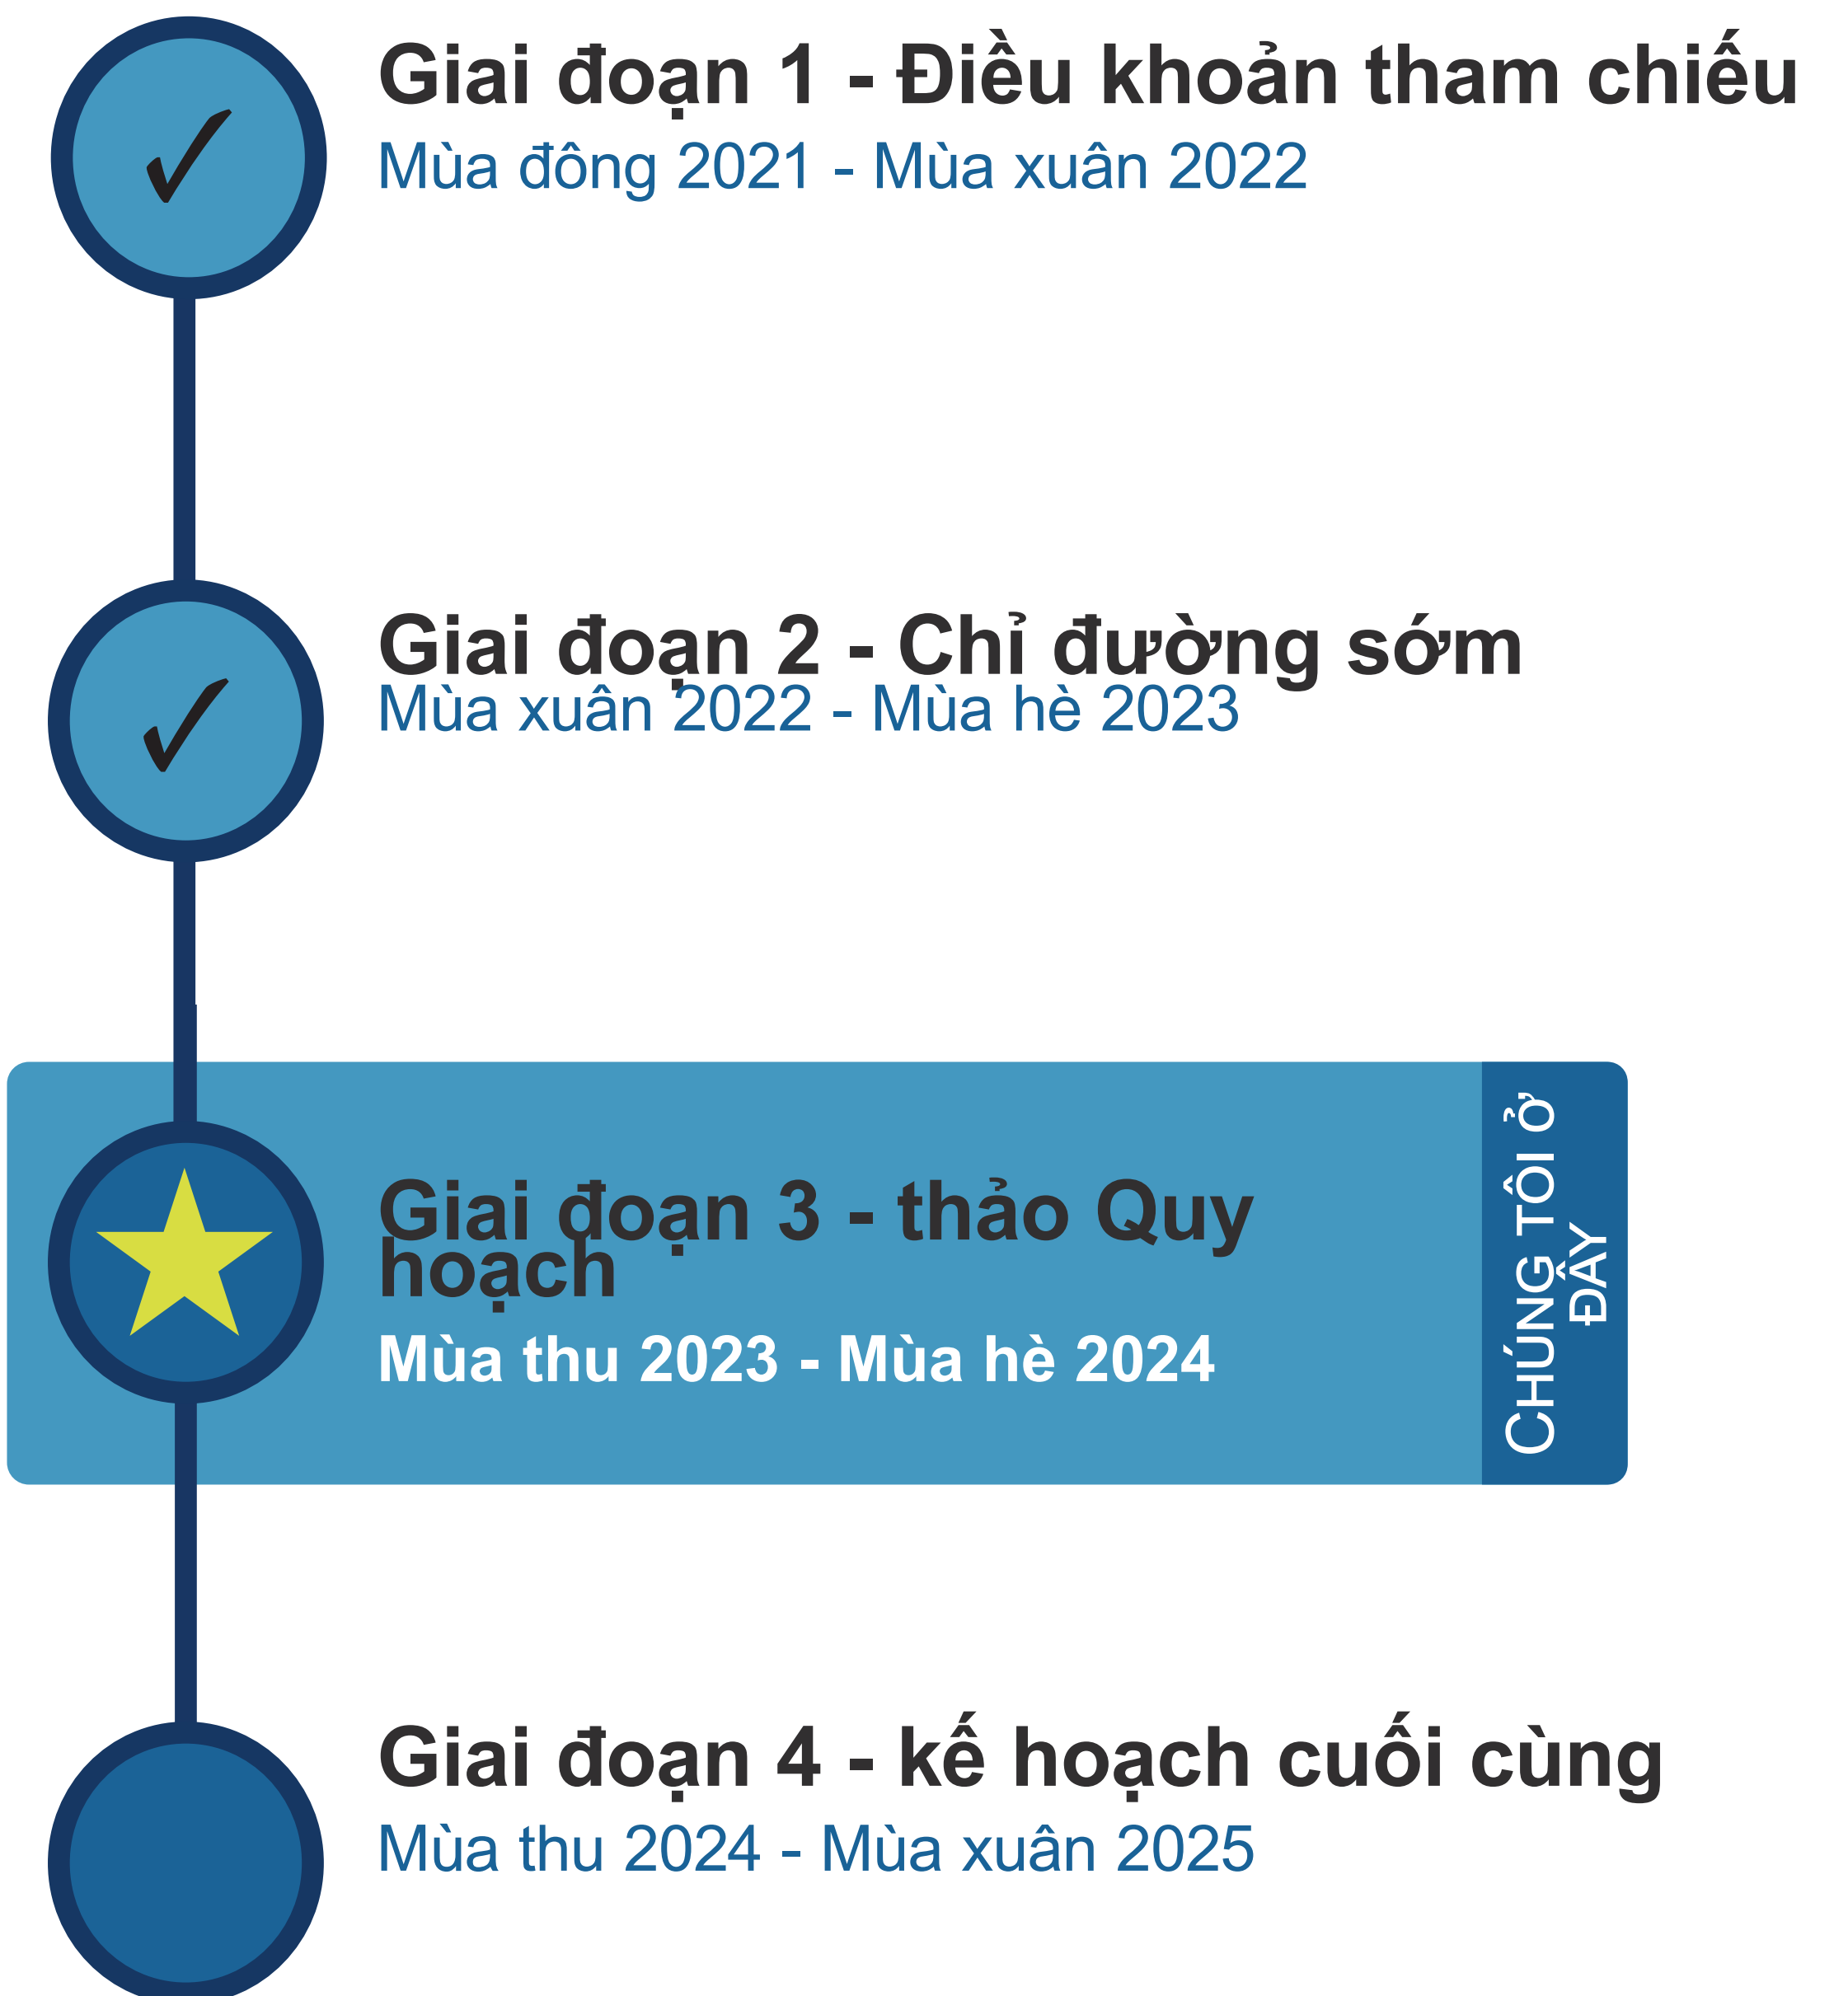 Giai đoạn 1 - Điều khoản tham chiếu
Mùa đông 2021 - Mùa xuân 2022
Giai đoạn 2 - Chỉ đường sớm
Mùa xuân 2022 - Mùa hè 2023
Giai đoạn 3 - thảo Quy
hoạch
Mùa thu 2023 - Mùa hè 2024
CHÚNG TÔI Ở
ĐÂY
Giai đoạn 4 - kế hoạch cuối cùng
Mùa thu 2024 - Mùa xuân 2025